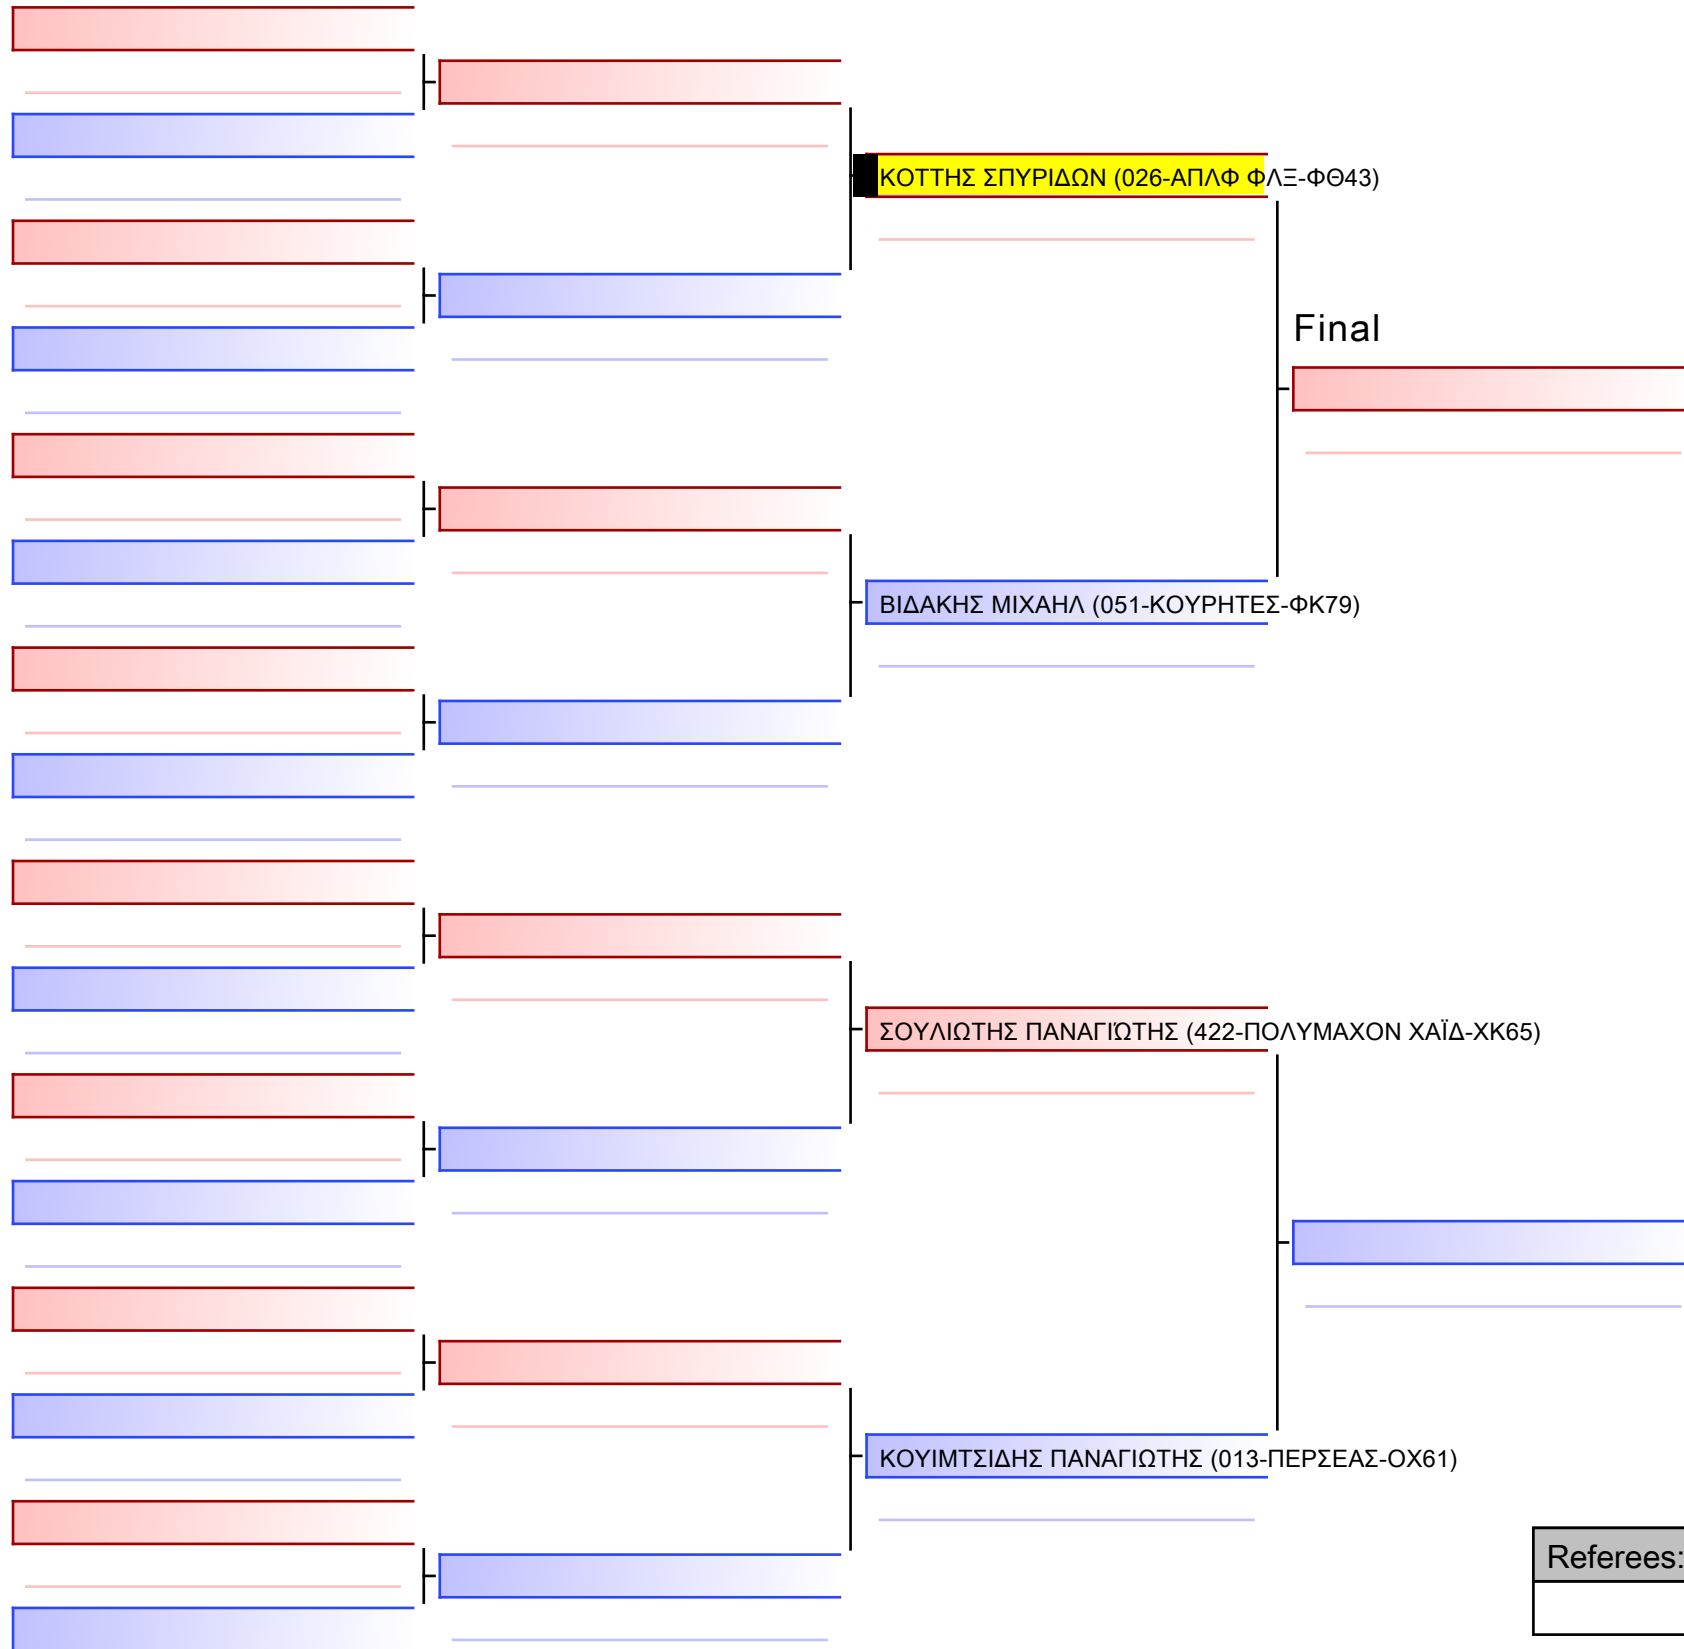 ΚΟΤΤΗΣ ΣΠΥΡΙΔΩΝ (026-ΑΠΛΦ ΦΛΞ-ΦΘ43)
Final
ΒΙΔΑΚΗΣ ΜΙΧΑΗΛ (051-ΚΟΥΡΗΤΕΣ-ΦΚ79)
ΣΟΥΛΙΩΤΗΣ ΠΑΝΑΓΙΏΤΗΣ (422-ΠΟΛΥΜΑΧΟΝ ΧΑΪΔ-ΧΚ65)
ΚΟΥΙΜΤΣΙΔΗΣ ΠΑΝΑΓΙΩΤΗΣ (013-ΠΕΡΣΕΑΣ-ΟΧ61)
Referees: